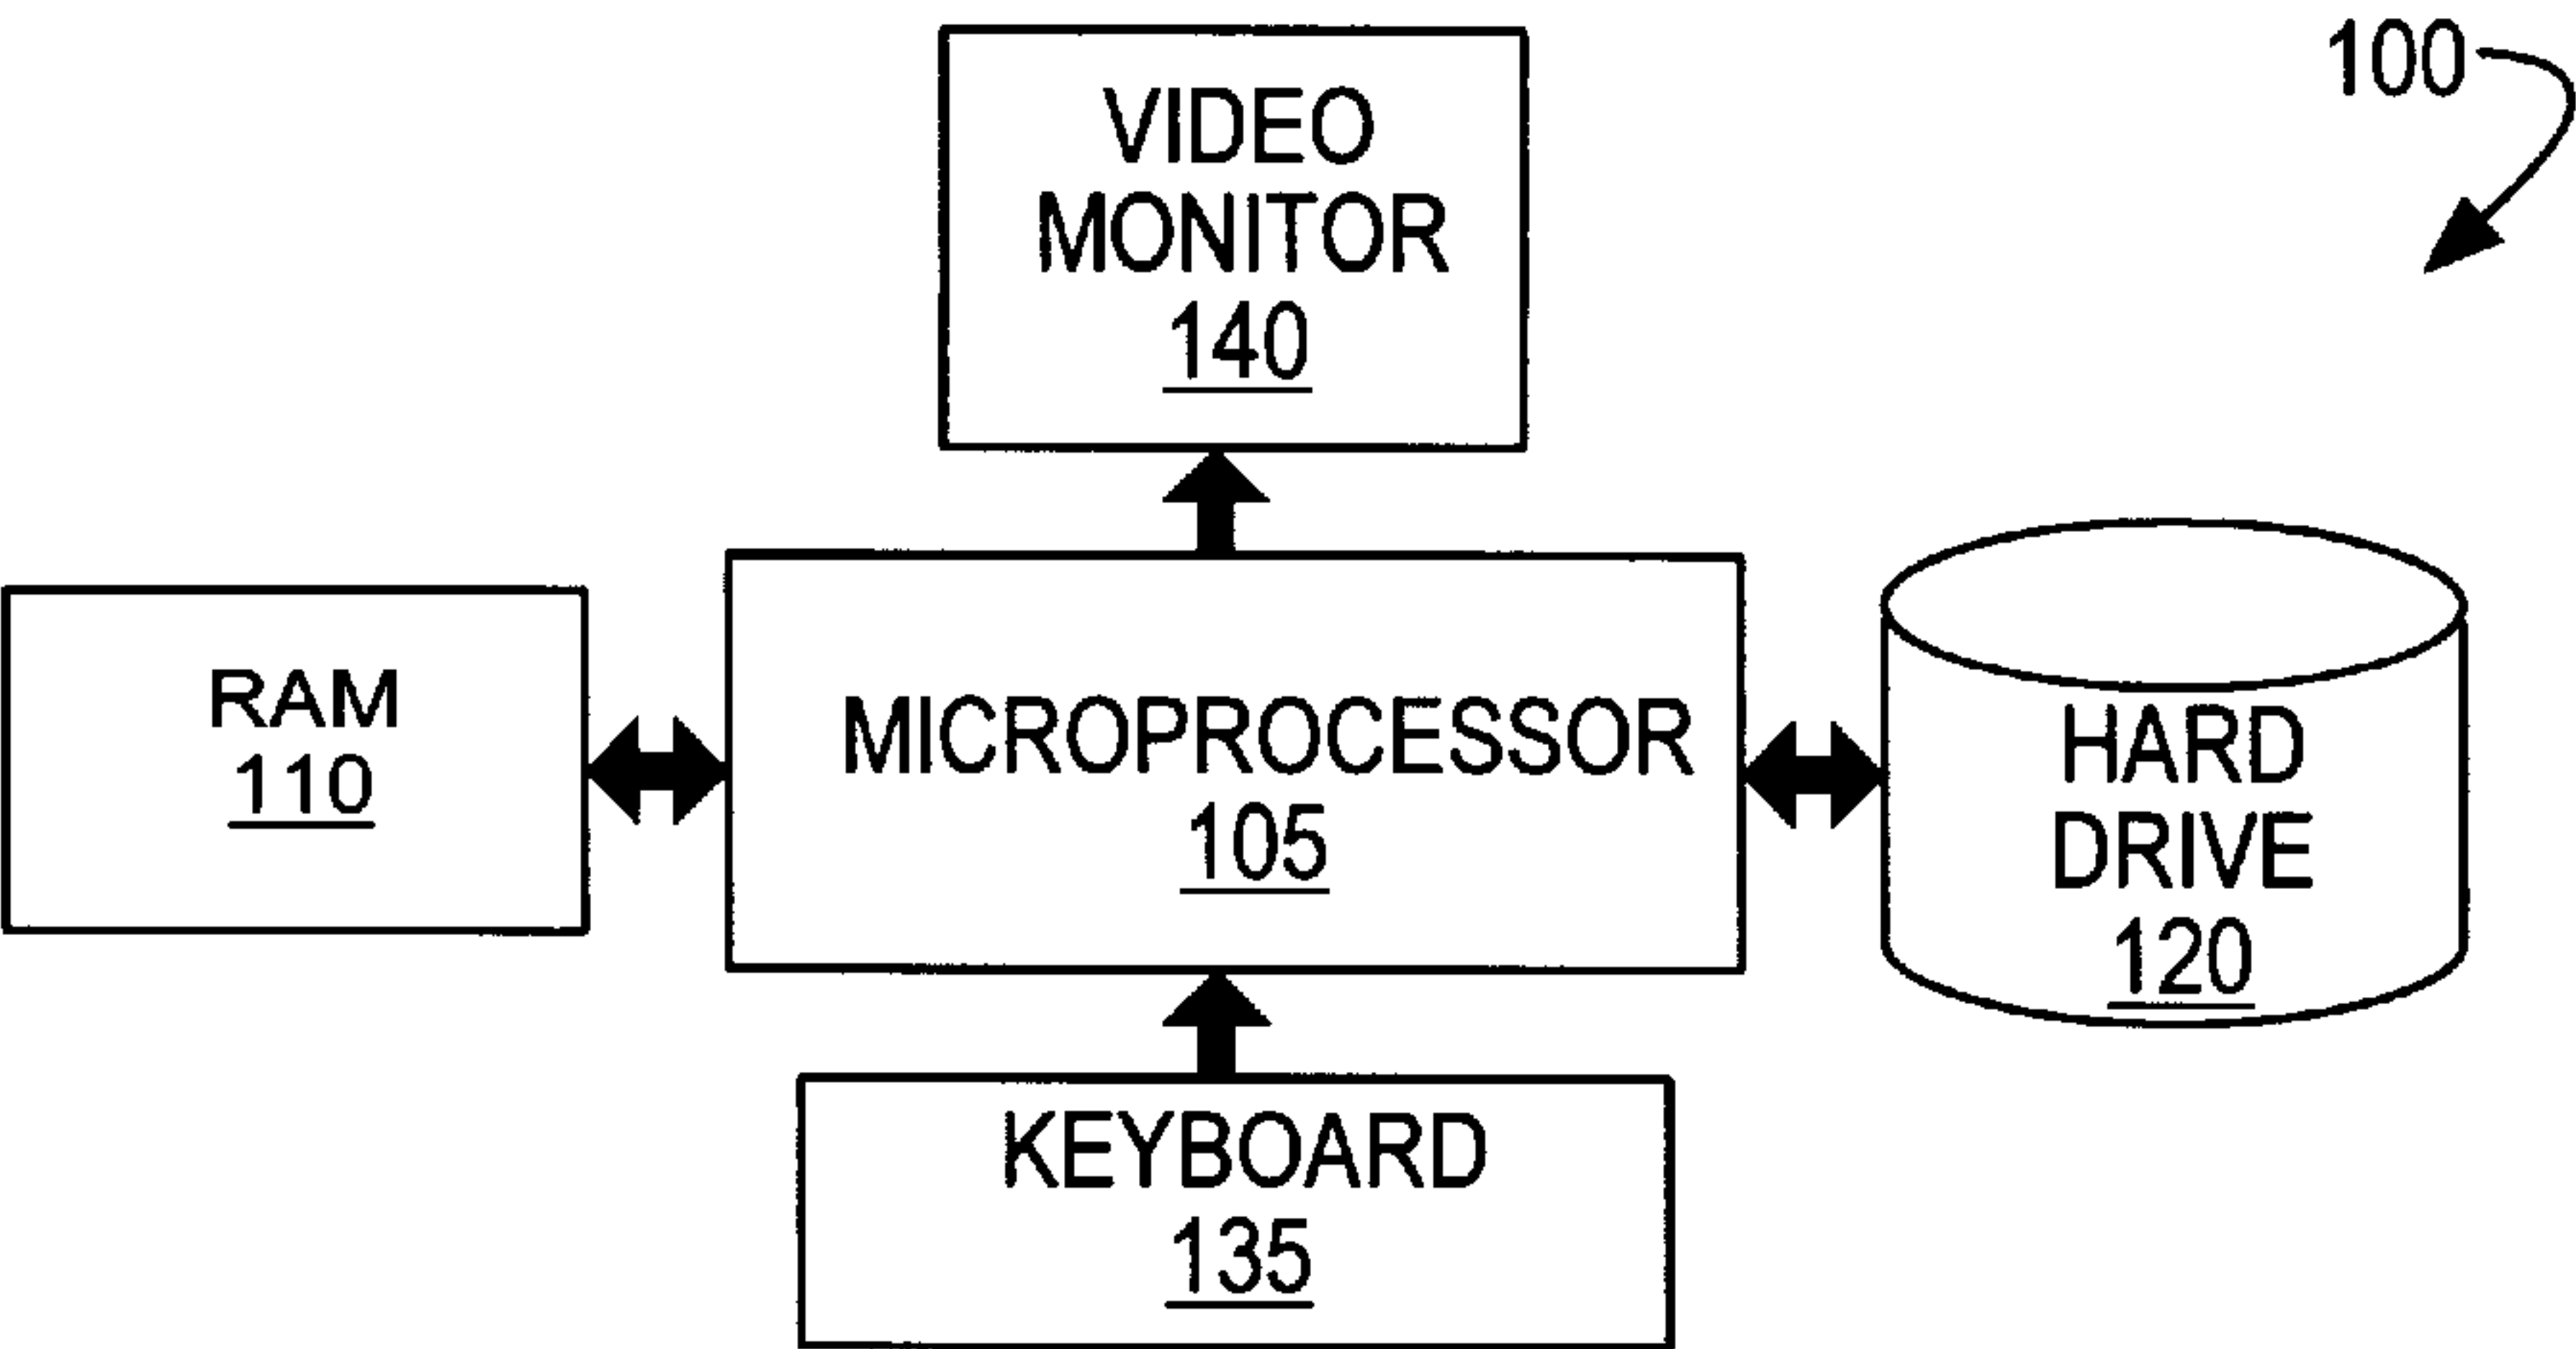 100
VIDEO
MONITOR
140
RAM
110
MICROPROCESSOR
105
HARD
DRIVE
120
KEYBOARD
135